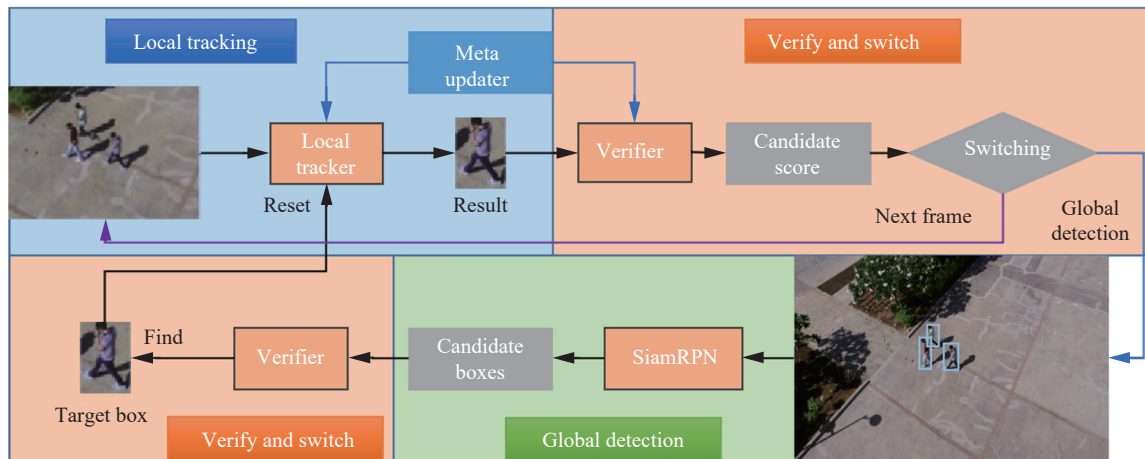 Local tracking
Meta
updater
Verify and switch
Local
tracker
Verifier
Candidate
score
Switching
Reset
Result
Next frame
Global
detection
Find
Verifier
Candidate
boxes
SiamRPN
Target box
Verify and switch
Global detection